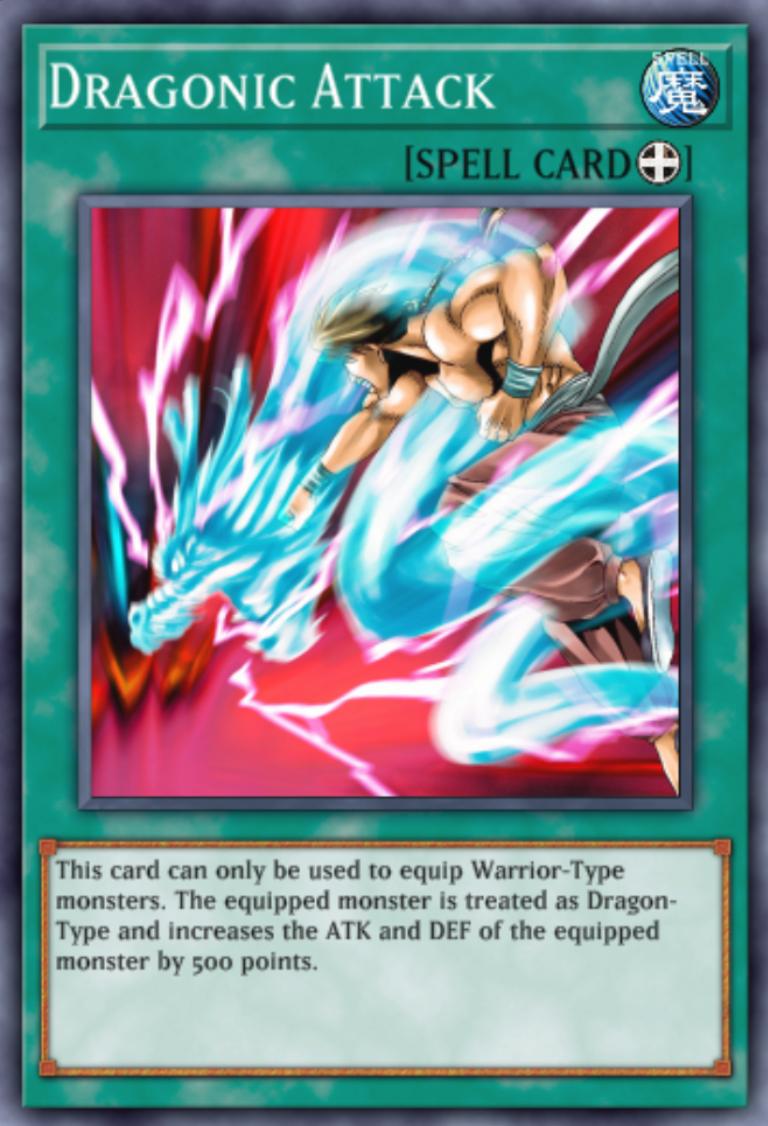 DRAGONIC ATTACK
SPELL
魔
[SPELL CARD]
This card can only be used to equip Warrior-Type
monsters. The equipped monster is treated as Dragon-
Type and increases the ATK and DEF of the equipped
monster by 500 points.